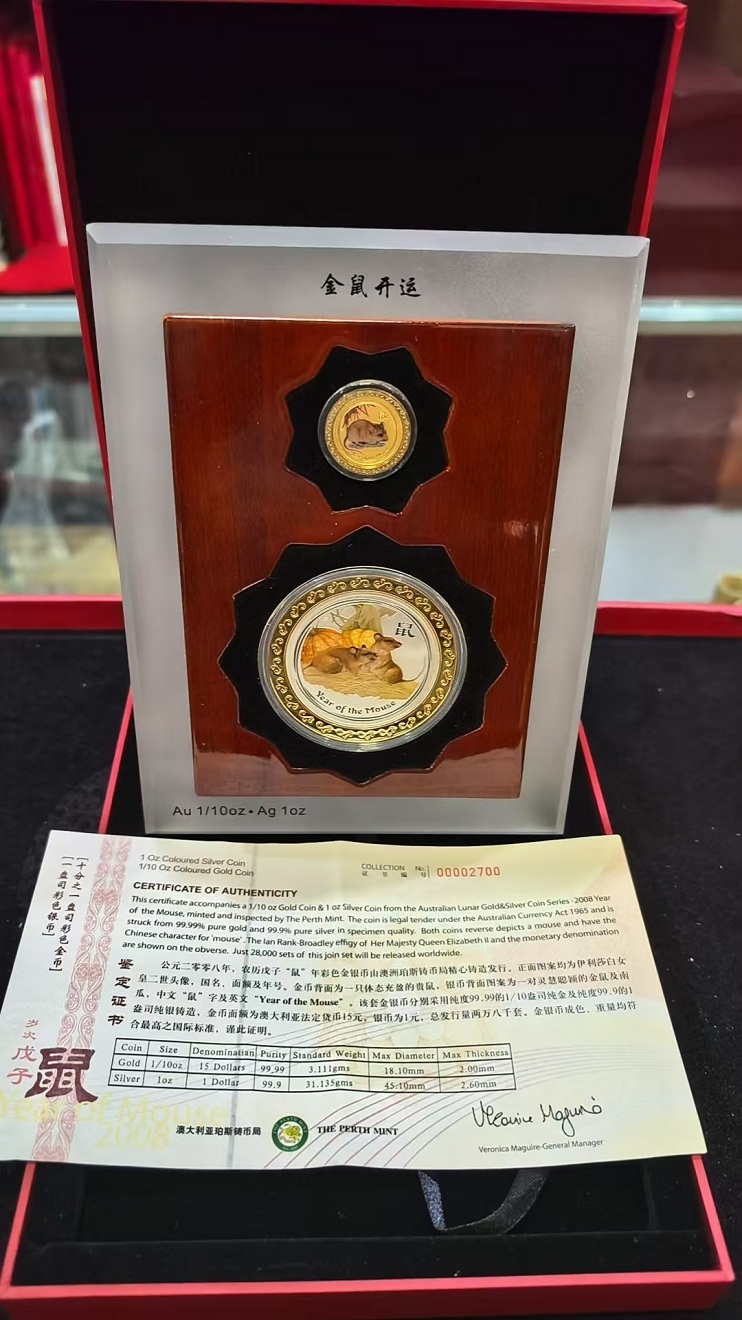 金鼠开运
鼠
Year of the Mouse
Au 1/10oz • Ag 1oz
[十分之一盎司彩色金币]
[一盎司彩色银币]
1 Oz Coloured Silver Coin
1/10 Oz Coloured Gold Coin
COLLECTION No.
证书编号
00002700
CERTIFICATE OF AUTHENTICITY
This certificate accompanies a 1/10 oz Gold Coin & 1 oz Silver Coin from the Australian Lunar Gold&Silver Coin Series -2008 Year
of the Mouse, minted and inspected by The Perth Mint. The coin is legal tender under the Australian Currency Act 1965 and is
struck from 99.99% pure gold and 99.9% pure silver in specimen quality. Both coins reverse depicts a mouse and have the
Chinese character for 'mouse'. The Ian Rank-Broadley effigy of Her Majesty Queen Elizabeth II and the monetary denomination
are shown on the obverse. Just 28,000 sets of this join set will be released worldwide.
鉴定证书
公元二零零八年，农历戊子“鼠”年彩色金银币由澳洲珀斯铸币局精心铸造发行。正面图案均为伊利莎白女
皇二世头像，国名，面额及年号。金币背面为一只体态充盈的貴鼠，银币背面图案为一对灵慧聪颖的金鼠及南
瓜，中文“鼠”字及英文“Year of the Mouse”。该套金银币分别采用纯度99.99的1/10盎司纯金及纯度99.9的1
盎司纯银铸造，金币面额为澳大利亚法定货币15元，银币为1元，总发行量两万八千套。金银币成色，重量均符
合最高之国际标准，谨此证明。
岁次戊子
鼠
Coin Size Denomination Purity Standard Weight Max Diameter Max Thickness
Gold 1/10oz 15 Dollars 99.99 3.111gms 18.10mm 2.00mm
Silver 1oz 1 Dollar 99.9 31.135gms 45.10mm 2.60mm
Year of Mouse
2008
澳大利亚珀斯铸币局
THE PERTH MINT
Veronica Maguire-General Manager